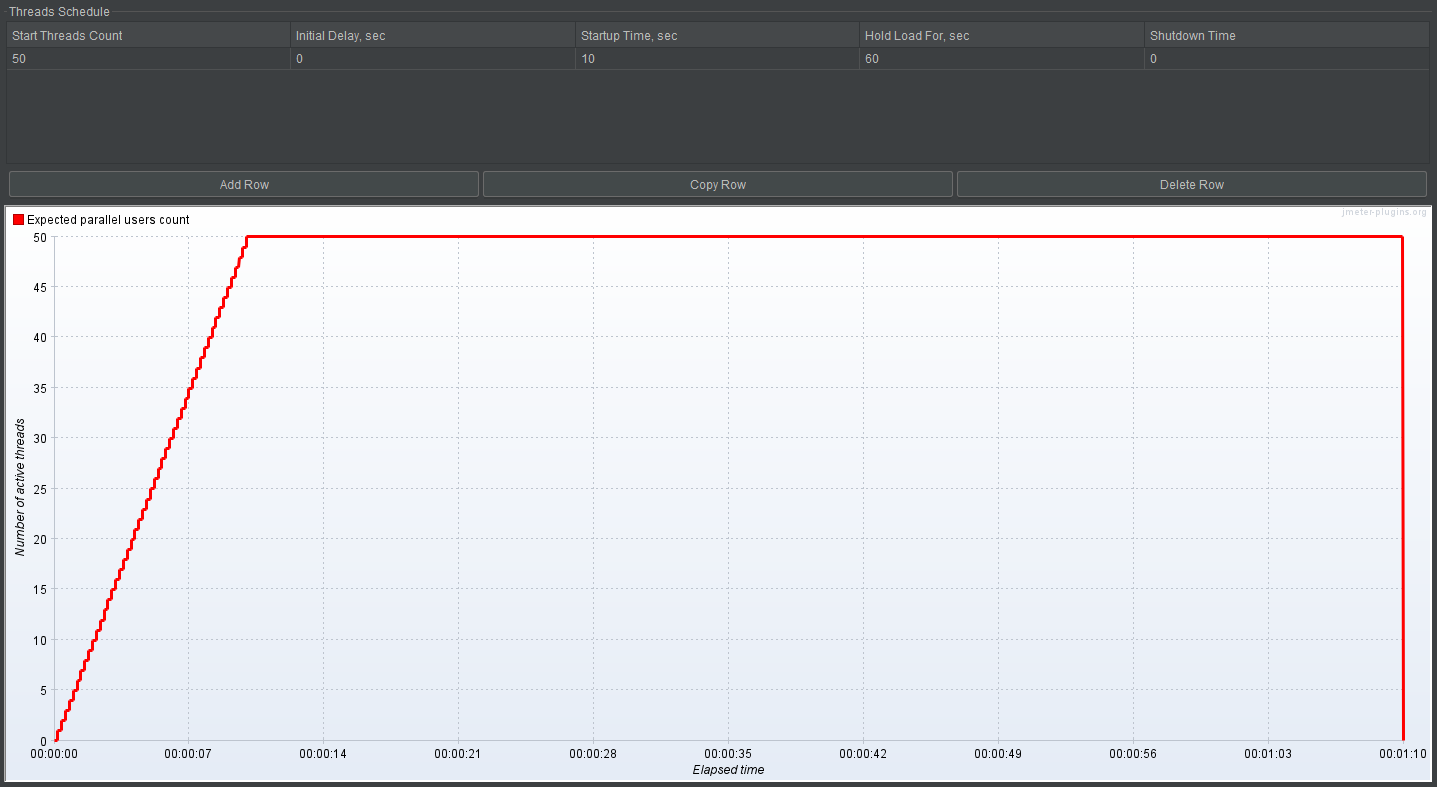 Threads Schedule
Start Threads Count Initial Delay, sec Startup Time, sec Hold Load For, sec Shutdown Time
50 0 10 60 0
Add Row Copy Row Delete Row
jmeter-plugins.org
Expected parallel users count
50
45
40
35
30
25
20
15
10
5
0
Number of active threads
00:00:00 00:00:07 00:00:14 00:00:21 00:00:28 00:00:35 00:00:42 00:00:49 00:00:56 00:01:03 00:01:10
Elapsed time